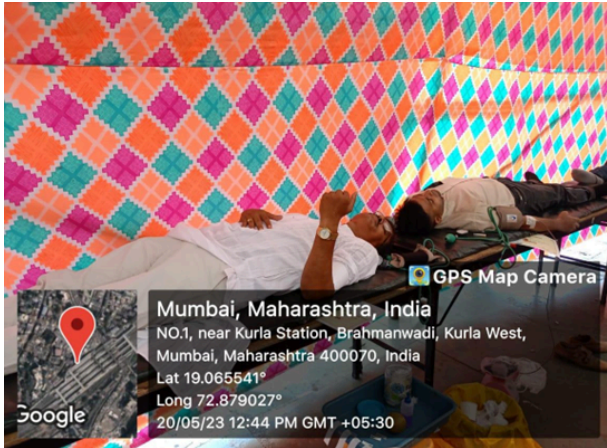 GPS Map Camera
Mumbai, Maharashtra, India
NO.1, near Kurla Station, Brahmanwadi, Kurla West,
Mumbai, Maharashtra 400070, India
Lat 19.065541°
Long 72.879027°
20/05/23 12:44 PM GMT +05:30
Google